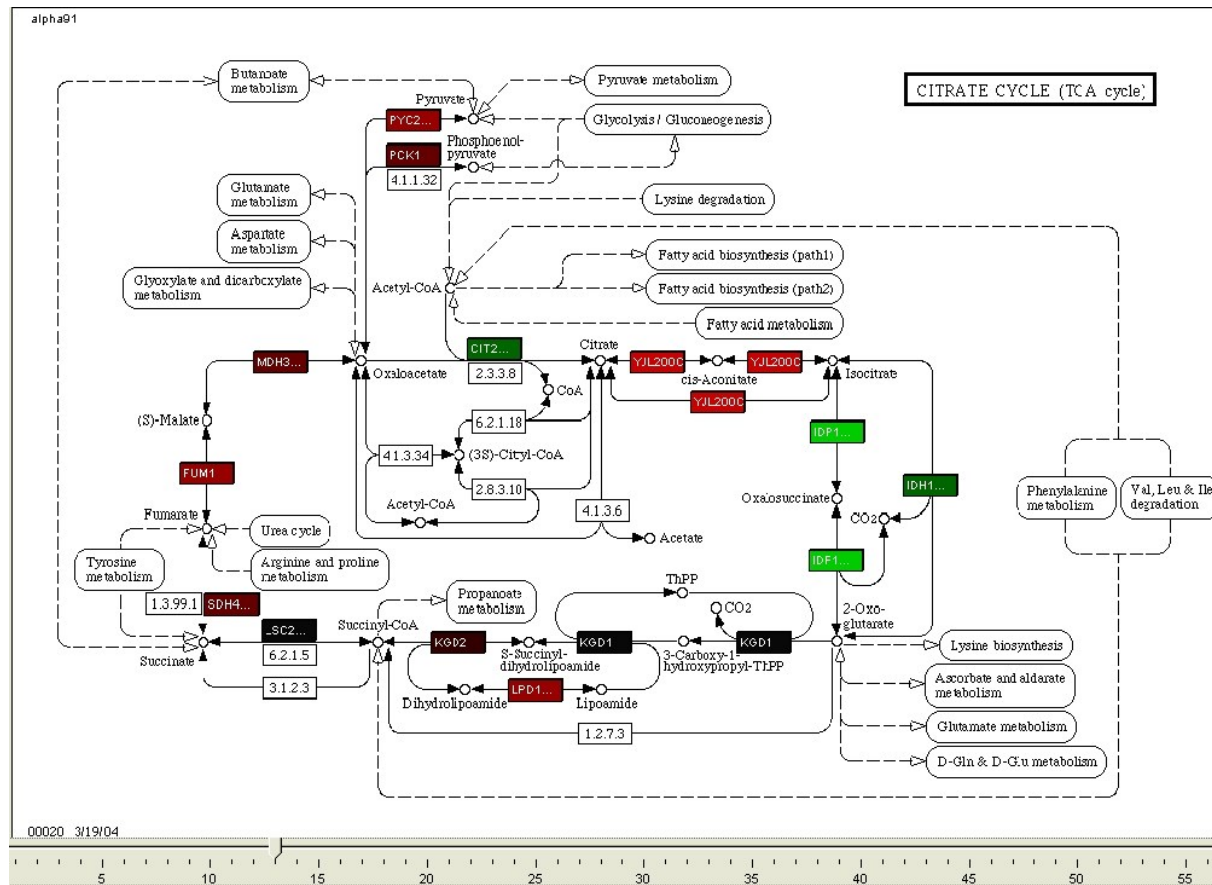 alpha91
CITRATE CYCLE (TCA cycle)
Butanoate
metabolism
Pyruvate metabolism
Pyruvate
PYC2...
Glycolysis / Gluconeogenesis
Phosphoenol-
pyruvate
PCK1
4.1.1.32
Glutamate
metabolism
Lysine degradation
Aspartate
metabolism
Fatty acid biosynthesis (path1)
Glyoxylate and dicarboxylate
metabolism
Acetyl-CoA
Fatty acid biosynthesis (path2)
Fatty acid metabolism
MDH3...
Oxaloacetate
CIT2...
2.3.3.8
Citrate
YJL200C
YJL200C
cis-Aconitate
Isocitrate
CoA
YJL200C
(S)-Malate
6.2.1.18
IDP1...
4.1.3.34
(3S)-Citryl-CoA
FUM1
2.8.3.10
Oxalosuccinate
IDH1...
Phenylalanine
metabolism
Val, Leu & Ile
degradation
Acetyl-CoA
4.1.3.6
CO2
Fumarate
Urea cycle
Acetate
Tyrosine
metabolism
Arginine and proline
metabolism
IDP1...
ThPP
1.3.99.1
SDH4...
Propanoate
metabolism
CO2
2-Oxo-
glutarate
_SC2...
6.2.1.5
Succinyl-CoA
KGD2
KGD1
KGD1
Succinate
S-Succinyl-
dihydrolipoamide
3-Carboxy-1-
hydroxypropyl-ThPP
Lysine biosynthesis
3.1.2.3
LPD1...
Dihydrolipoamide
Lipoamide
Ascorbate and aldarate
metabolism
1.2.7.3
Glutamate metabolism
D-Gln & D-Glu metabolism
00020 3/19/04
5 10 15 20 25 30 35 40 45 50 55